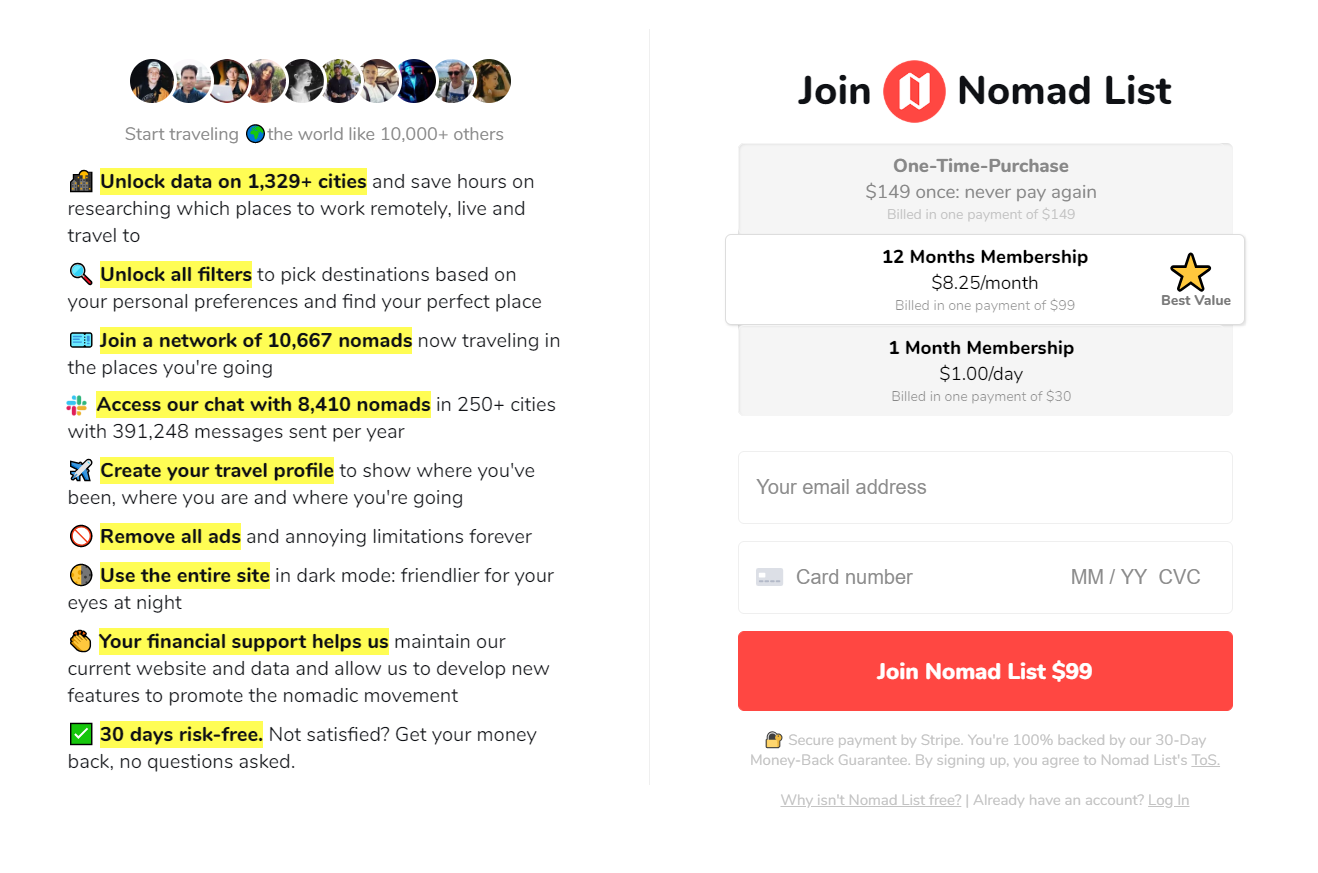 Start traveling the world like 10,000+ others
Unlock data on 1,329+ cities and save hours on
researching which places to work remotely, live and
travel to
Unlock all filters to pick destinations based on
your personal preferences and find your perfect place
Join a network of 10,667 nomads now traveling in
the places you're going
Access our chat with 8,410 nomads in 250+ cities
with 391,248 messages sent per year
Create your travel profile to show where you've
been, where you are and where you're going
Remove all ads and annoying limitations forever
Use the entire site in dark mode: friendlier for your
eyes at night
Your financial support helps us maintain our
current website and data and allow us to develop new
features to promote the nomadic movement
30 days risk-free. Not satisfied? Get your money
back, no questions asked.
Join Nomad List
One-Time-Purchase
$149 once: never pay again
Billed in one payment of $149
12 Months Membership
$8.25/month
Billed in one payment of $99
Best Value
1 Month Membership
$1.00/day
Billed in one payment of $30
Your email address
Card number MM / YY CVC
Join Nomad List $99
Secure payment by Stripe. You're 100% backed by our 30-Day
Money-Back Guarantee. By signing up, you agree to Nomad List's ToS.
Why isn't Nomad List free? | Already have an account? Log In